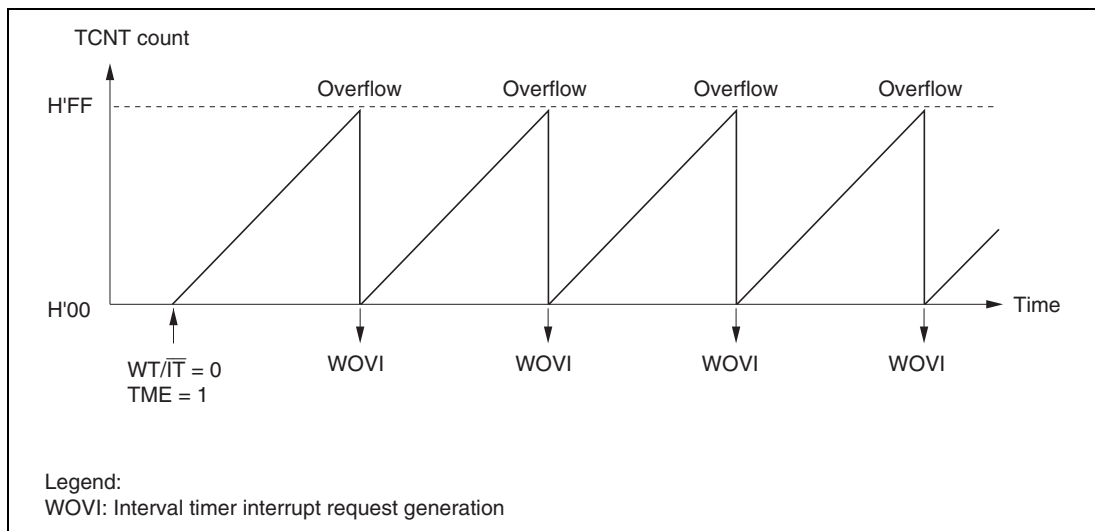 TCNT count
Overflow Overflow Overflow Overflow
H'FF
H'00
Time
WT/I̅T̅ = 0
TME = 1
WOVI WOVI WOVI WOVI
Legend:
WOVI: Interval timer interrupt request generation